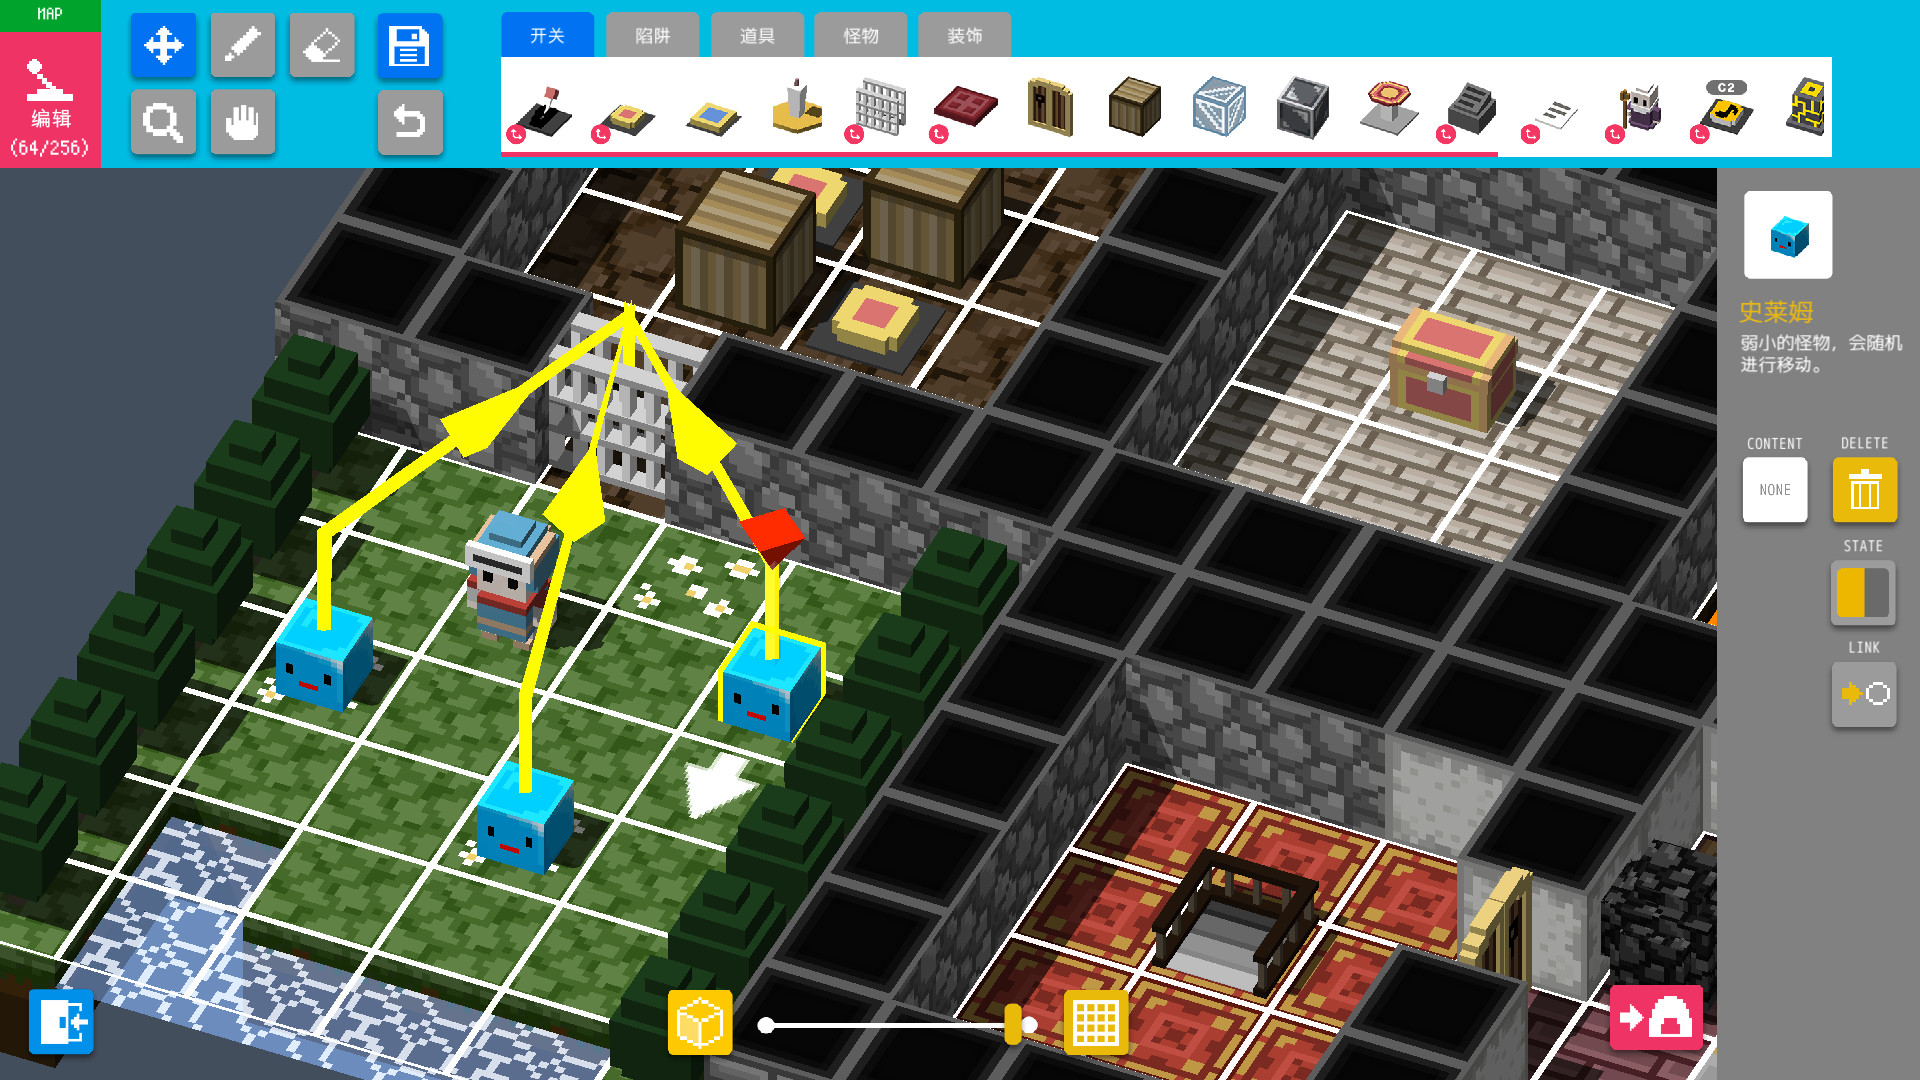 MAP
编辑
(64/256)
开关
陷阱
道具
怪物
装饰
C2
史莱姆
弱小的怪物，会随机
进行移动。
CONTENT
DELETE
NONE
STATE
LINK